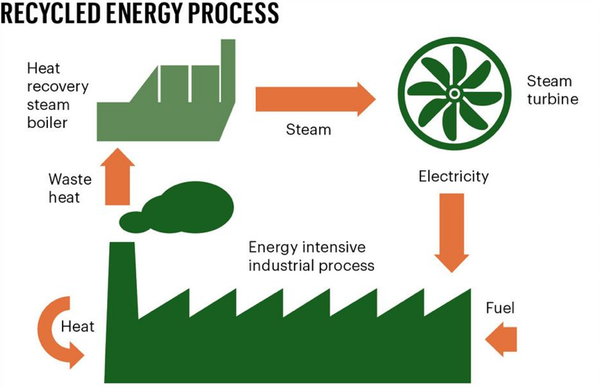 RECYCLED ENERGY PROCESS
Heat
recovery
steam
boiler
Steam
Steam
turbine
Waste
heat
Electricity
Energy intensive
industrial process
Heat
Fuel